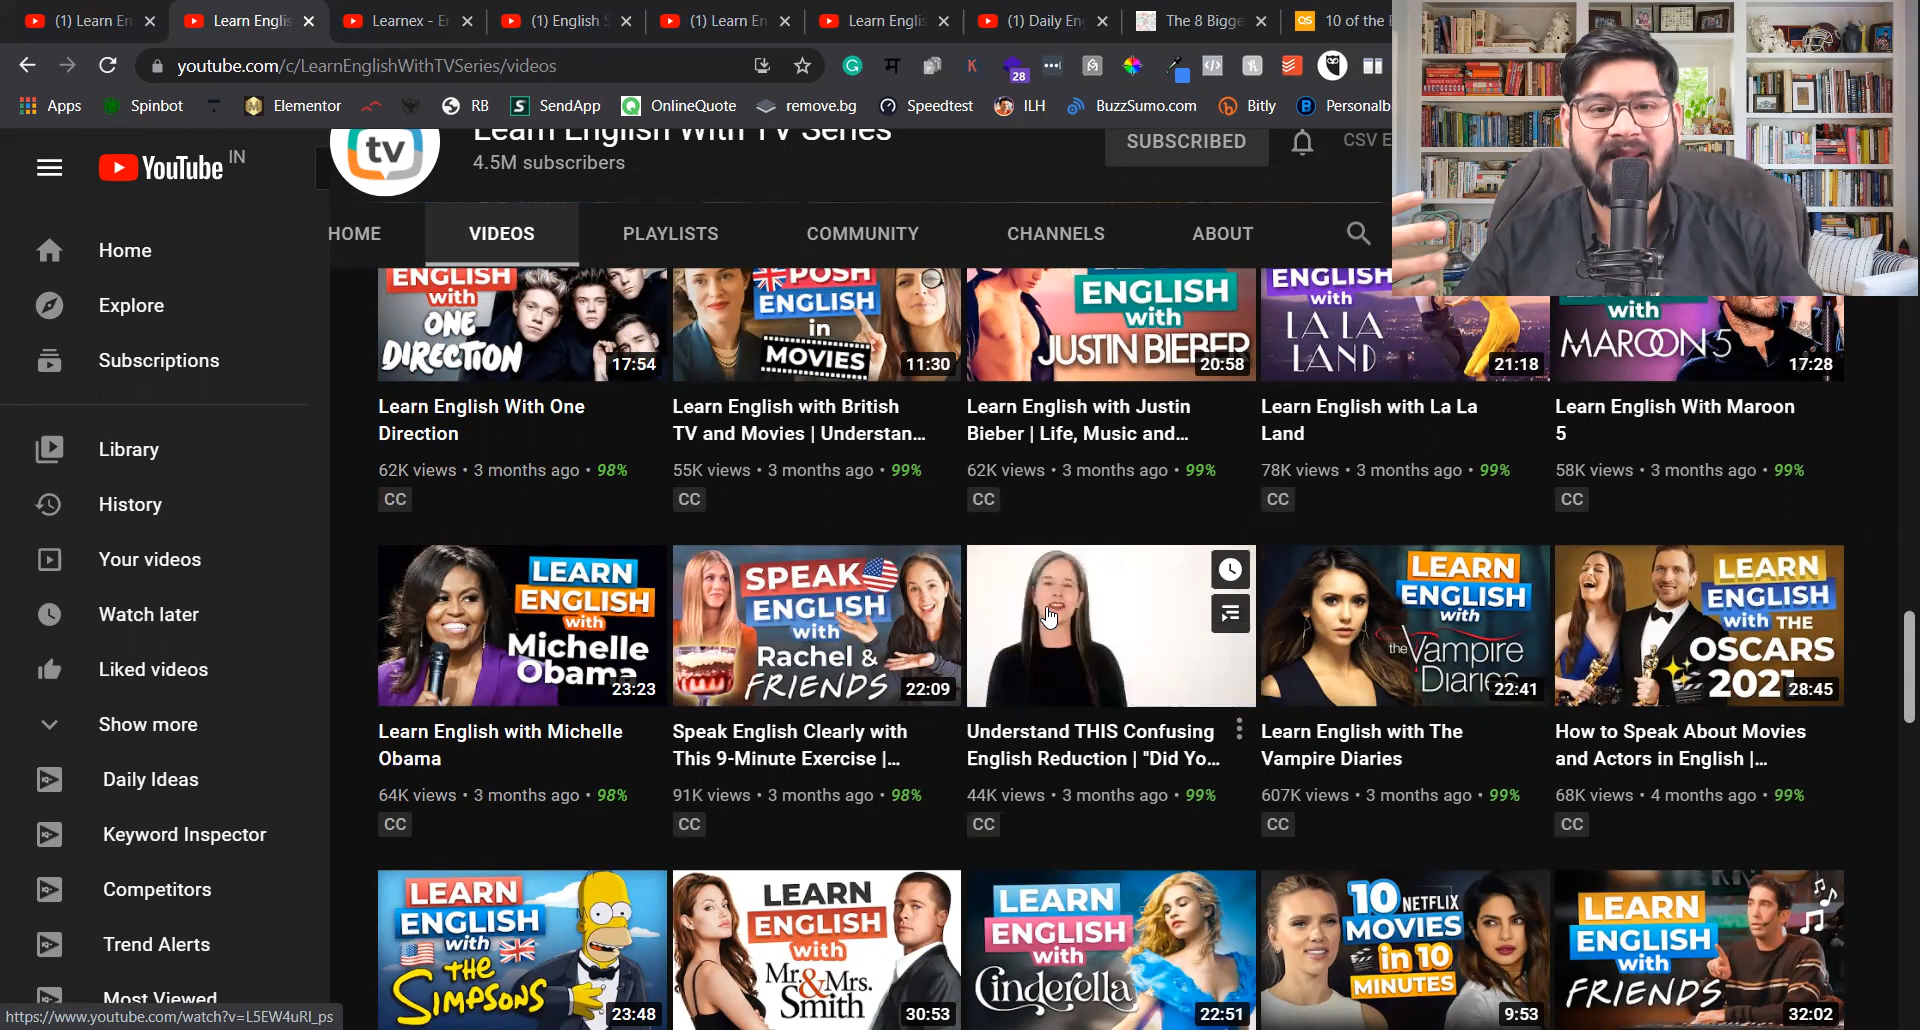 (1) Learn En
Learn Englis
Learnex - En
(1) English S
(1) Learn En
Learn Englis
(1) Daily Eng
The 8 Bigge
10 of the
youtube.com/c/LearnEnglishWithTVSeries/videos
28
Apps
Spinbot
Elementor
RB
SendApp
OnlineQuote
remove.bg
Speedtest
ILH
BuzzSumo.com
Bitly
Personalb
YouTube IN
tv
Learn English With TV Series
4.5M subscribers
SUBSCRIBED
CSV E
HOME
VIDEOS
PLAYLISTS
COMMUNITY
CHANNELS
ABOUT
Home
Explore
Subscriptions
Library
History
Your videos
Watch later
Liked videos
Show more
Daily Ideas
Keyword Inspector
Competitors
Trend Alerts
Most Viewed
ENGLISH
with
ONE
DIRECTION
17:54
POSH
ENGLISH
in
MOVIES
11:30
ENGLISH
with
JUSTIN BIEBER
20:58
ENGLISH
with
LA LA
LAND
21:18
with
MAROON 5
17:28
Learn English With One
Direction
62K views • 3 months ago • 98%
CC
Learn English with British
TV and Movies | Understan...
55K views • 3 months ago • 99%
CC
Learn English with Justin
Bieber | Life, Music and...
62K views • 3 months ago • 99%
CC
Learn English with La La
Land
78K views • 3 months ago • 99%
CC
Learn English With Maroon
5
58K views • 3 months ago • 99%
CC
LEARN
ENGLISH
with
Michelle
Obama
23:23
SPEAK
ENGLISH
with
Rachel &
FRIENDS
22:09
LEARN
ENGLISH
with
the Vampire
Diaries
22:41
LEARN
ENGLISH
with THE
OSCARS
2021
28:45
Learn English with Michelle
Obama
64K views • 3 months ago • 98%
CC
Speak English Clearly with
This 9-Minute Exercise |...
91K views • 3 months ago • 98%
CC
Understand THIS Confusing
English Reduction | "Did Yo...
44K views • 3 months ago • 99%
CC
Learn English with The
Vampire Diaries
607K views • 3 months ago • 99%
CC
How to Speak About Movies
and Actors in English |...
68K views • 4 months ago • 99%
CC
LEARN
ENGLISH
with
THE
SIMPSONS
23:48
LEARN
ENGLISH
with
Mr. & Mrs.
Smith
30:53
LEARN
ENGLISH
with
Cinderella
22:51
10 NETFLIX
MOVIES
in 10
MINUTES
9:53
LEARN
ENGLISH
with
FRIENDS
32:02
https://www.youtube.com/watch?v=L5EW4uRI_ps